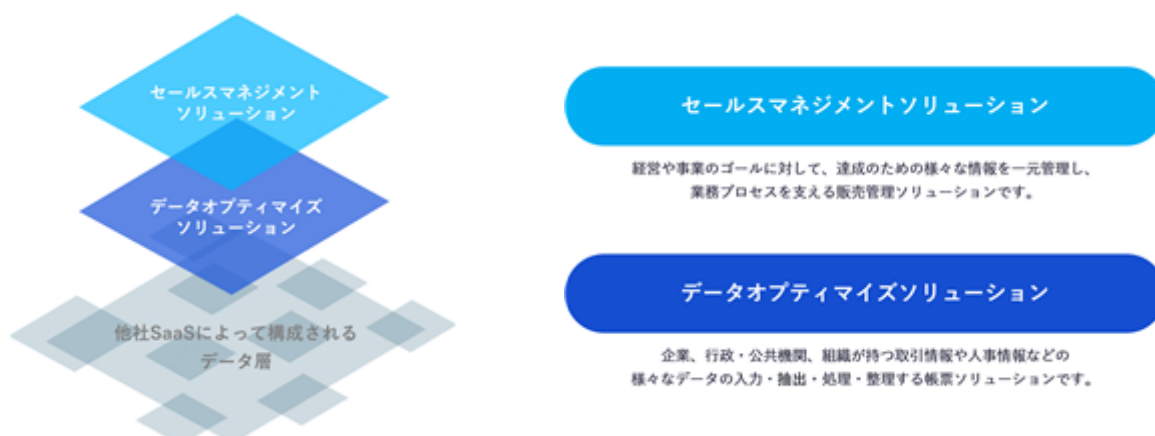 セールスマネジメント
ソリューション
データオプティマイズ
ソリューション
他社SaaSによって構成される
データ層
セールスマネジメントソリューション
経営や事業のゴールに対して、達成のための様々な情報を一元管理し、
業務プロセスを支える販売管理ソリューションです。
データオプティマイズソリューション
企業、行政・公共機関、組織が持つ取引情報や人事情報などの
様々なデータの入力・抽出・処理・整理する帳票ソリューションです。